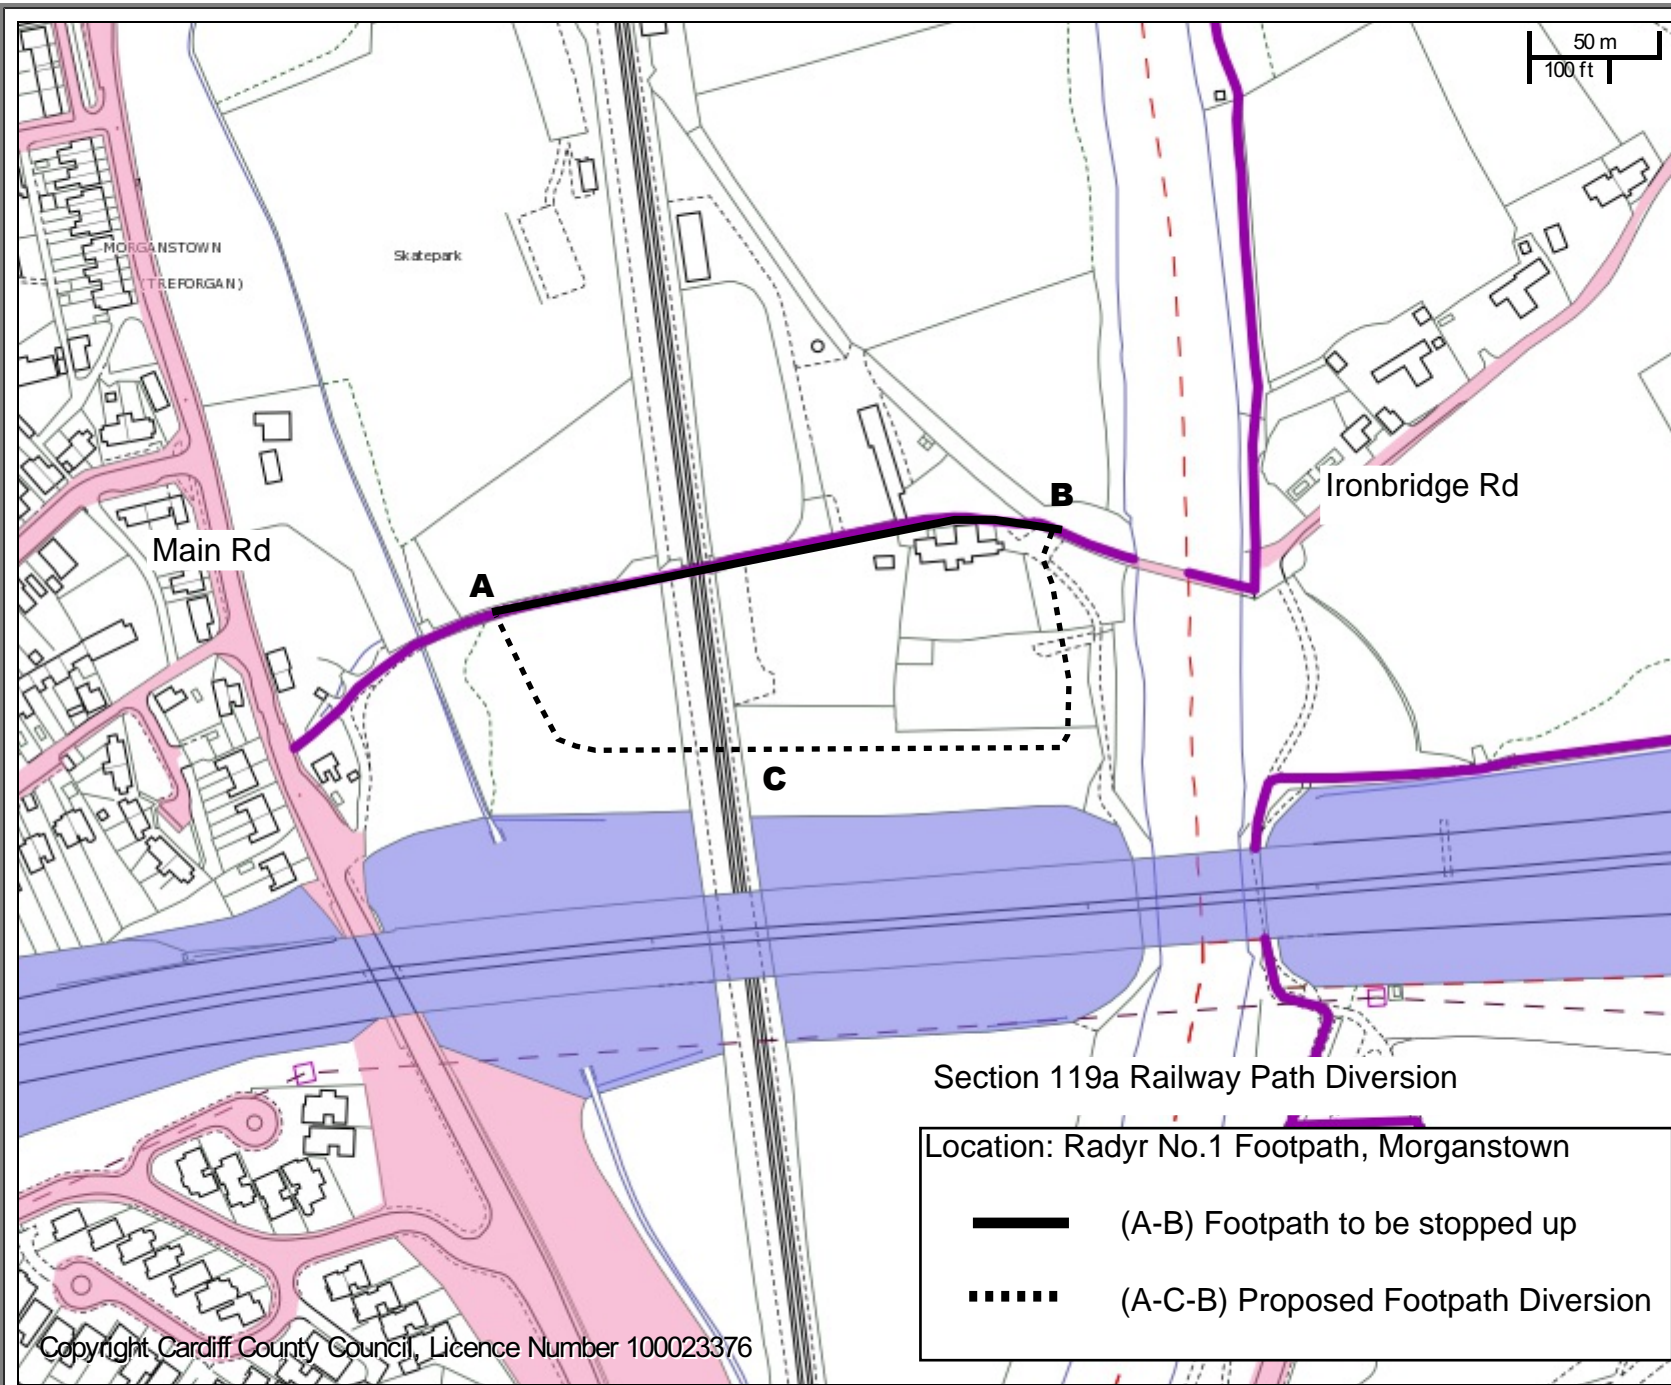 50 m
100 ft
MORGANSTOWN
(TREFORGAN)
Skatepark
B
Ironbridge Rd
Main Rd
A
C
Section 119a Railway Path Diversion
Location: Radyr No.1 Footpath, Morganstown
(A-B) Footpath to be stopped up
(A-C-B) Proposed Footpath Diversion
Copyright Cardiff County Council, Licence Number 100023376